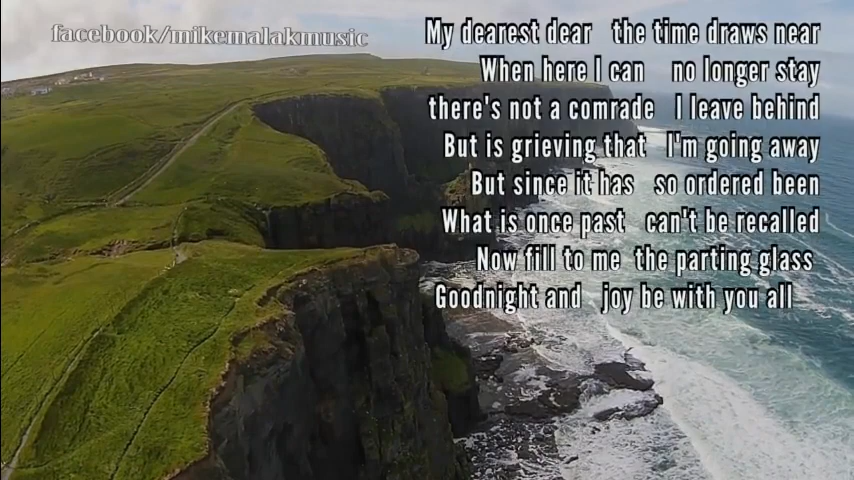 facebook/mikemalakmusic
My dearest dear the time draws near
When here I can no longer stay
there's not a comrade I leave behind
But is grieving that I'm going away
But since it has so ordered been
What is once past can't be recalled
Now fill to me the parting glass
Goodnight and joy be with you all